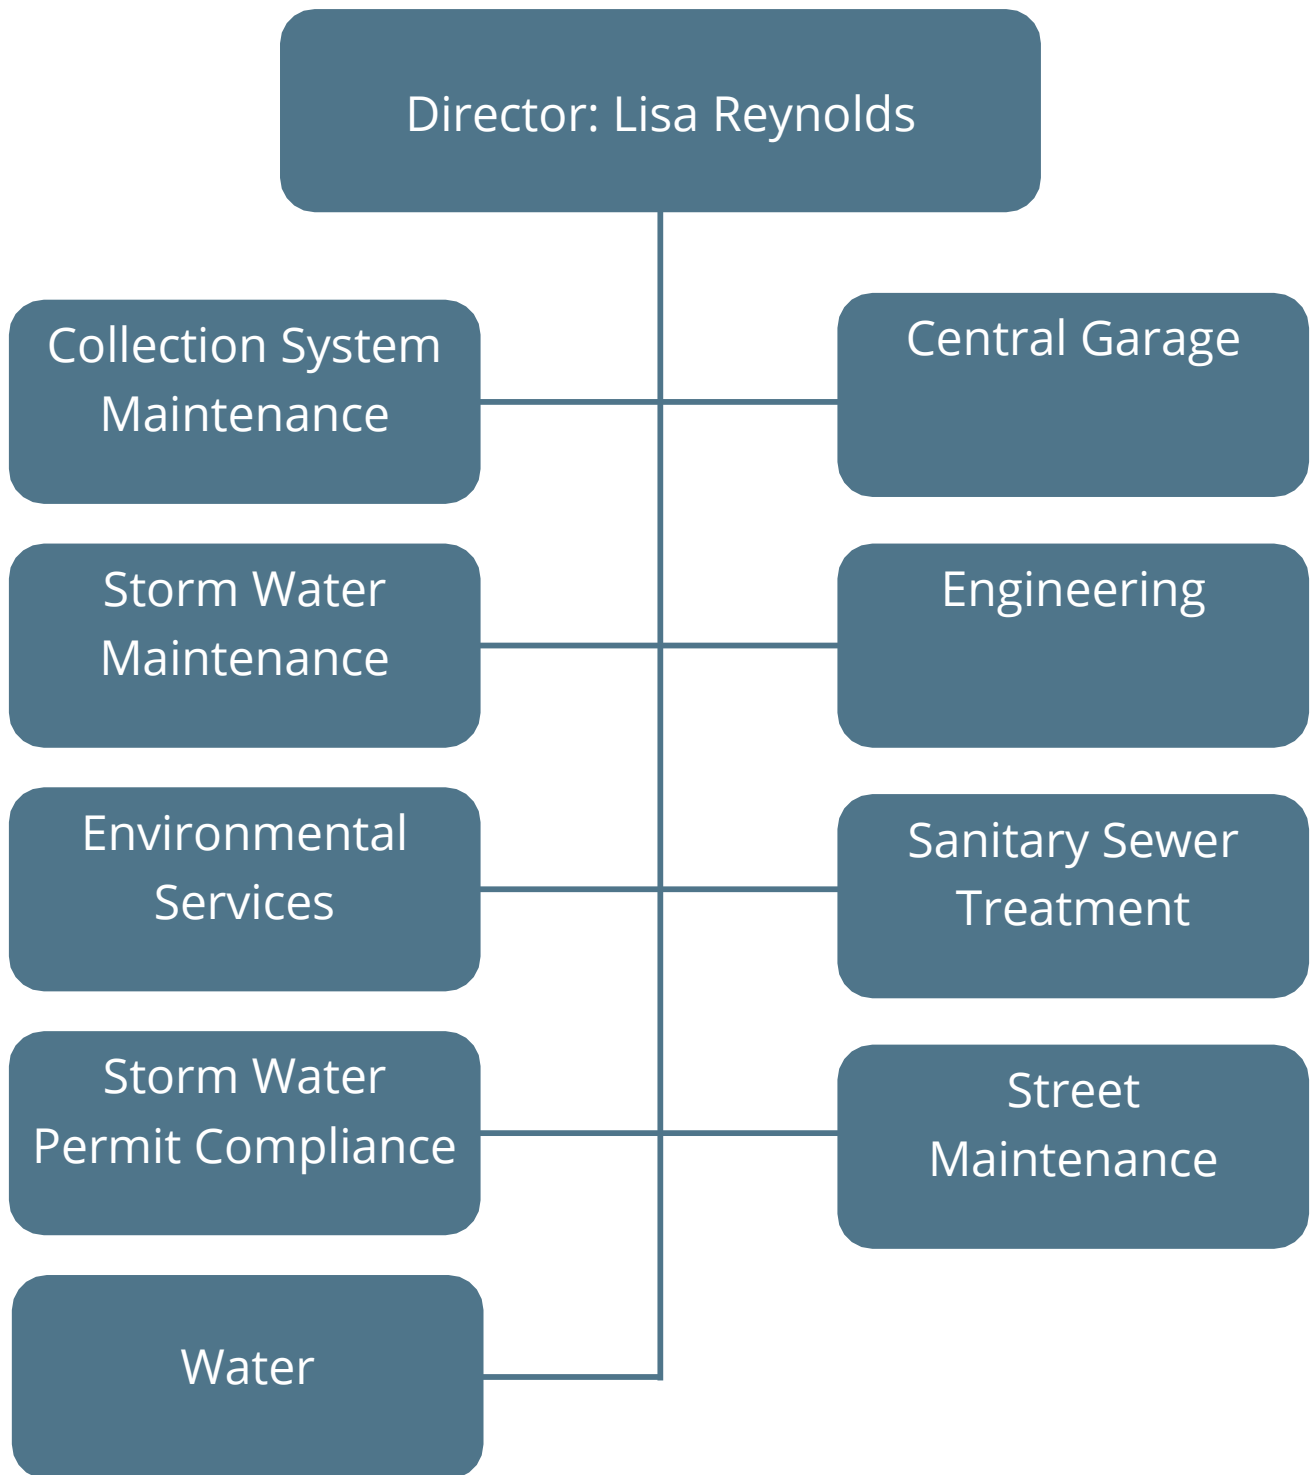 Director: Lisa Reynolds
Collection System
Maintenance
Central Garage
Storm Water
Maintenance
Engineering
Environmental
Services
Sanitary Sewer
Treatment
Storm Water
Permit Compliance
Street
Maintenance
Water